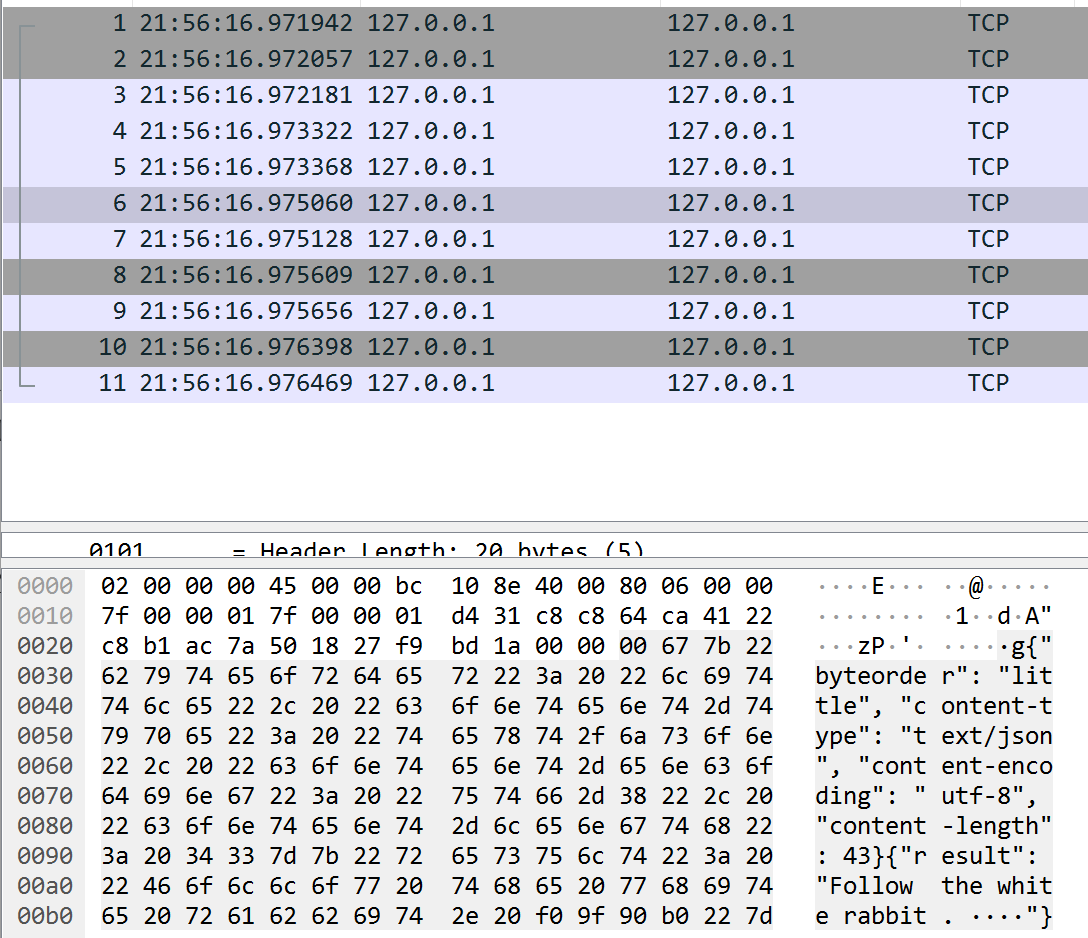 1 21:56:16.971942 127.0.0.1 127.0.0.1 TCP
2 21:56:16.972057 127.0.0.1 127.0.0.1 TCP
3 21:56:16.972181 127.0.0.1 127.0.0.1 TCP
4 21:56:16.973322 127.0.0.1 127.0.0.1 TCP
5 21:56:16.973368 127.0.0.1 127.0.0.1 TCP
6 21:56:16.975060 127.0.0.1 127.0.0.1 TCP
7 21:56:16.975128 127.0.0.1 127.0.0.1 TCP
8 21:56:16.975609 127.0.0.1 127.0.0.1 TCP
9 21:56:16.975656 127.0.0.1 127.0.0.1 TCP
10 21:56:16.976398 127.0.0.1 127.0.0.1 TCP
11 21:56:16.976469 127.0.0.1 127.0.0.1 TCP
0101 = Header Length: 20 bytes (5)
0000 02 00 00 00 45 00 00 bc 10 8e 40 00 80 06 00 00 ····E··· ··@·····
0010 7f 00 00 01 7f 00 00 01 d4 31 c8 c8 64 ca 41 22 ········ ·1··d·A"
0020 c8 b1 ac 7a 50 18 27 f9 bd 1a 00 00 00 67 7b 22 ···zP·'· ·····g{"
0030 62 79 74 65 6f 72 64 65 72 22 3a 20 22 6c 69 74 byteorde r": "lit
0040 74 6c 65 22 2c 20 22 63 6f 6e 74 65 6e 74 2d 74 tle", "c ontent-t
0050 79 70 65 22 3a 20 22 74 65 78 74 2f 6a 73 6f 6e ype": "t ext/json
0060 22 2c 20 22 63 6f 6e 74 65 6e 74 2d 65 6e 63 6f ", "cont ent-enco
0070 64 69 6e 67 22 3a 20 22 75 74 66 2d 38 22 2c 20 ding": " utf-8",
0080 22 63 6f 6e 74 65 6e 74 2d 6c 65 6e 67 74 68 22 "content -length"
0090 3a 20 34 33 7d 7b 22 72 65 73 75 6c 74 22 3a 20 : 43}{"r esult":
00a0 22 46 6f 6c 6c 6f 77 20 74 68 65 20 77 68 69 74 "Follow the whit
00b0 65 20 72 61 62 62 69 74 2e 20 f0 9f 90 b0 22 7d e rabbit . ····"}